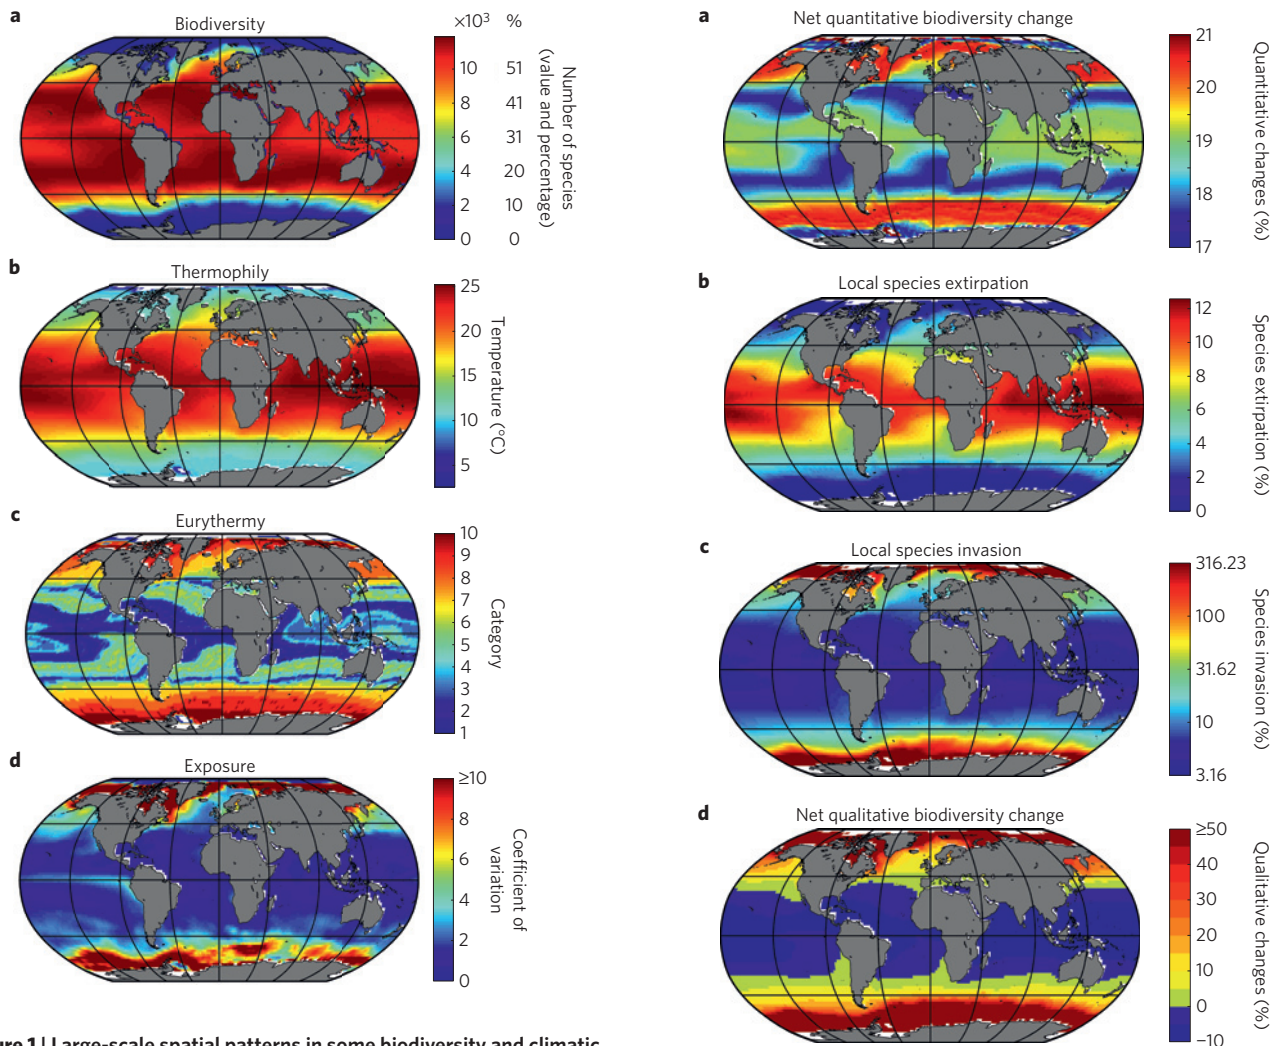 a
Biodiversity
×10³ %
10 51
8 41
6 31
4 20
2 10
0 0
Number of species
(value and percentage)
b
Thermophily
25
20
15
10
5
Temperature (°C)
c
Eurythermy
10
9
8
7
6
5
4
3
2
1
Category
d
Exposure
≥10
8
6
4
2
0
Coefficient of
variation
Figure 1 | Large-scale spatial patterns in some biodiversity and climatic
a
Net quantitative biodiversity change
21
20
19
18
17
Quantitative changes (%)
b
Local species extirpation
12
10
8
6
4
2
0
Species extirpation (%)
c
Local species invasion
316.23
100
31.62
10
3.16
Species invasion (%)
d
Net qualitative biodiversity change
≥50
40
30
20
10
0
−10
Qualitative changes (%)